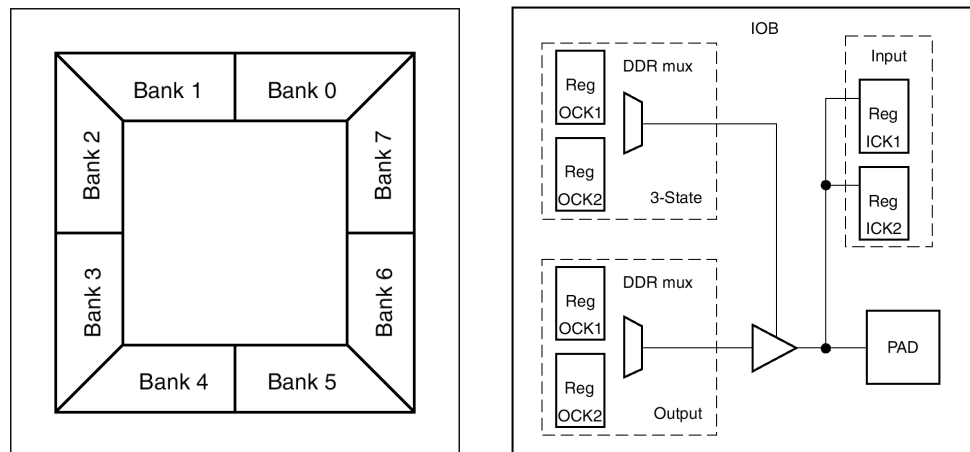 Bank 1
Bank 0
Bank 2
Bank 7
Bank 3
Bank 6
Bank 4
Bank 5
IOB
DDR mux
Reg
OCK1
Reg
OCK2
3-State
Input
Reg
ICK1
Reg
ICK2
DDR mux
Reg
OCK1
Reg
OCK2
Output
PAD